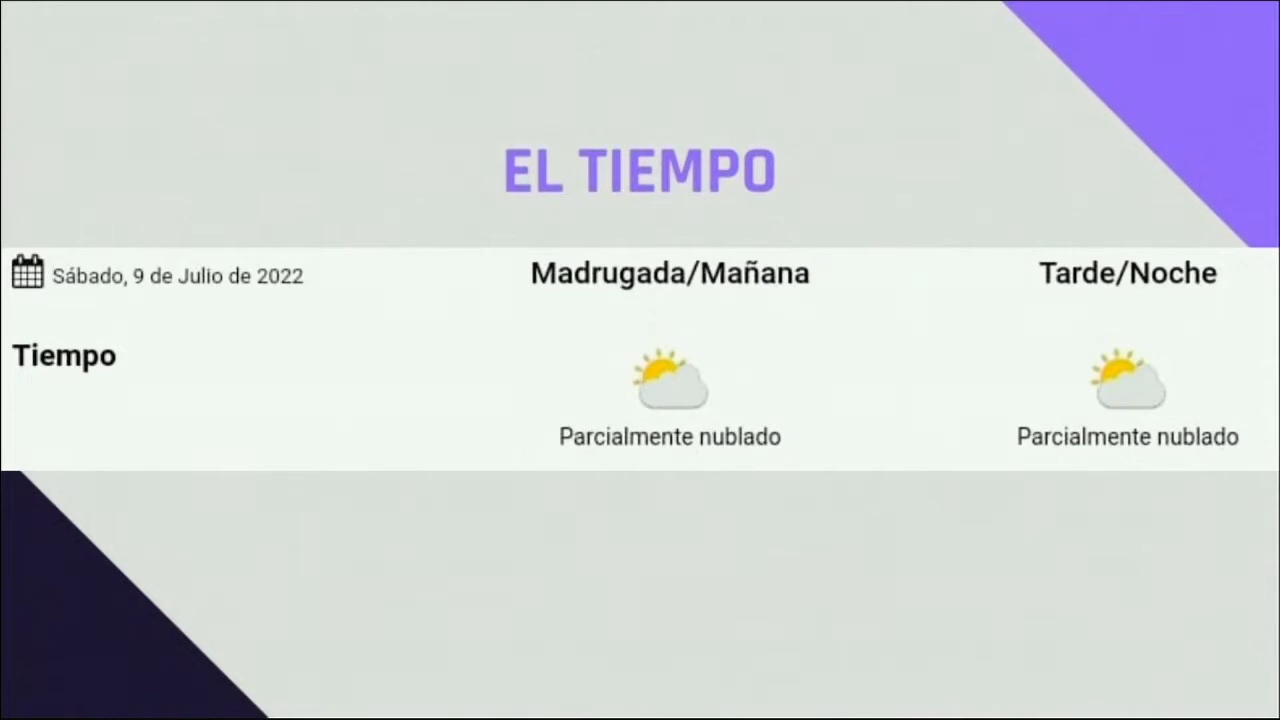 EL TIEMPO
Sábado, 9 de Julio de 2022
Madrugada/Mañana
Tarde/Noche
Tiempo
Parcialmente nublado
Parcialmente nublado